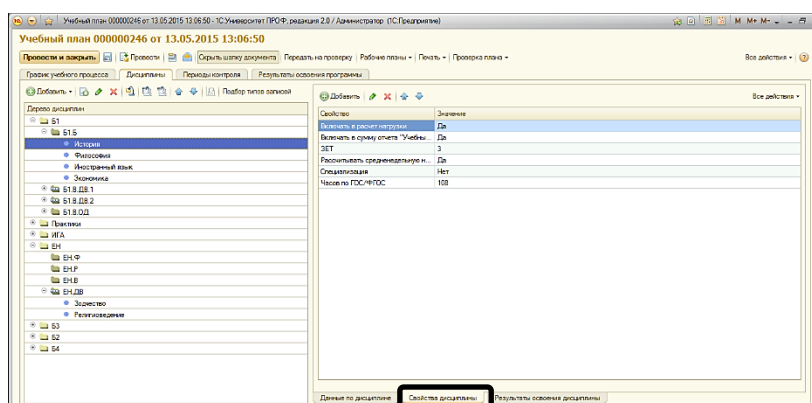 Учебный план 000000246 от 13.05.2015 13:06:50 - 1С:Университет ПРОФ, редакция 2.0 / Администратор (1С:Предприятие)
M M+ M-
Учебный план 000000246 от 13.05.2015 13:06:50
Провести и закрыть Провести Скрыть шапку документа Передать на проверку Рабочие планы Печать Проверка плана Все действия
График учебного процесса Дисциплины Периоды контроля Результаты освоения программы
Добавить Подбор типов записей
Добавить Все действия
Дерево дисциплин
Свойство Значение
Б1
Включать в расчет нагрузки Да
Б1.Б
Включать в сумму отчета "Учебны... Да
История
ЗЕТ 3
Философия
Рассчитывать средненедельную н... Да
Иностранный язык
Специализация Нет
Экономика
Часов по ГОС/ФГОС 108
Б1.В.ДВ.1
Б1.В.ДВ.2
Б1.В.ОД
Практики
ИГА
ЕН
ЕН.Ф
ЕН.Р
ЕН.В
ЕН.ДВ
Зодчество
Религиоведение
Б3
Б2
Б4
Данные по дисциплине Свойства дисциплины Результаты освоения дисциплины